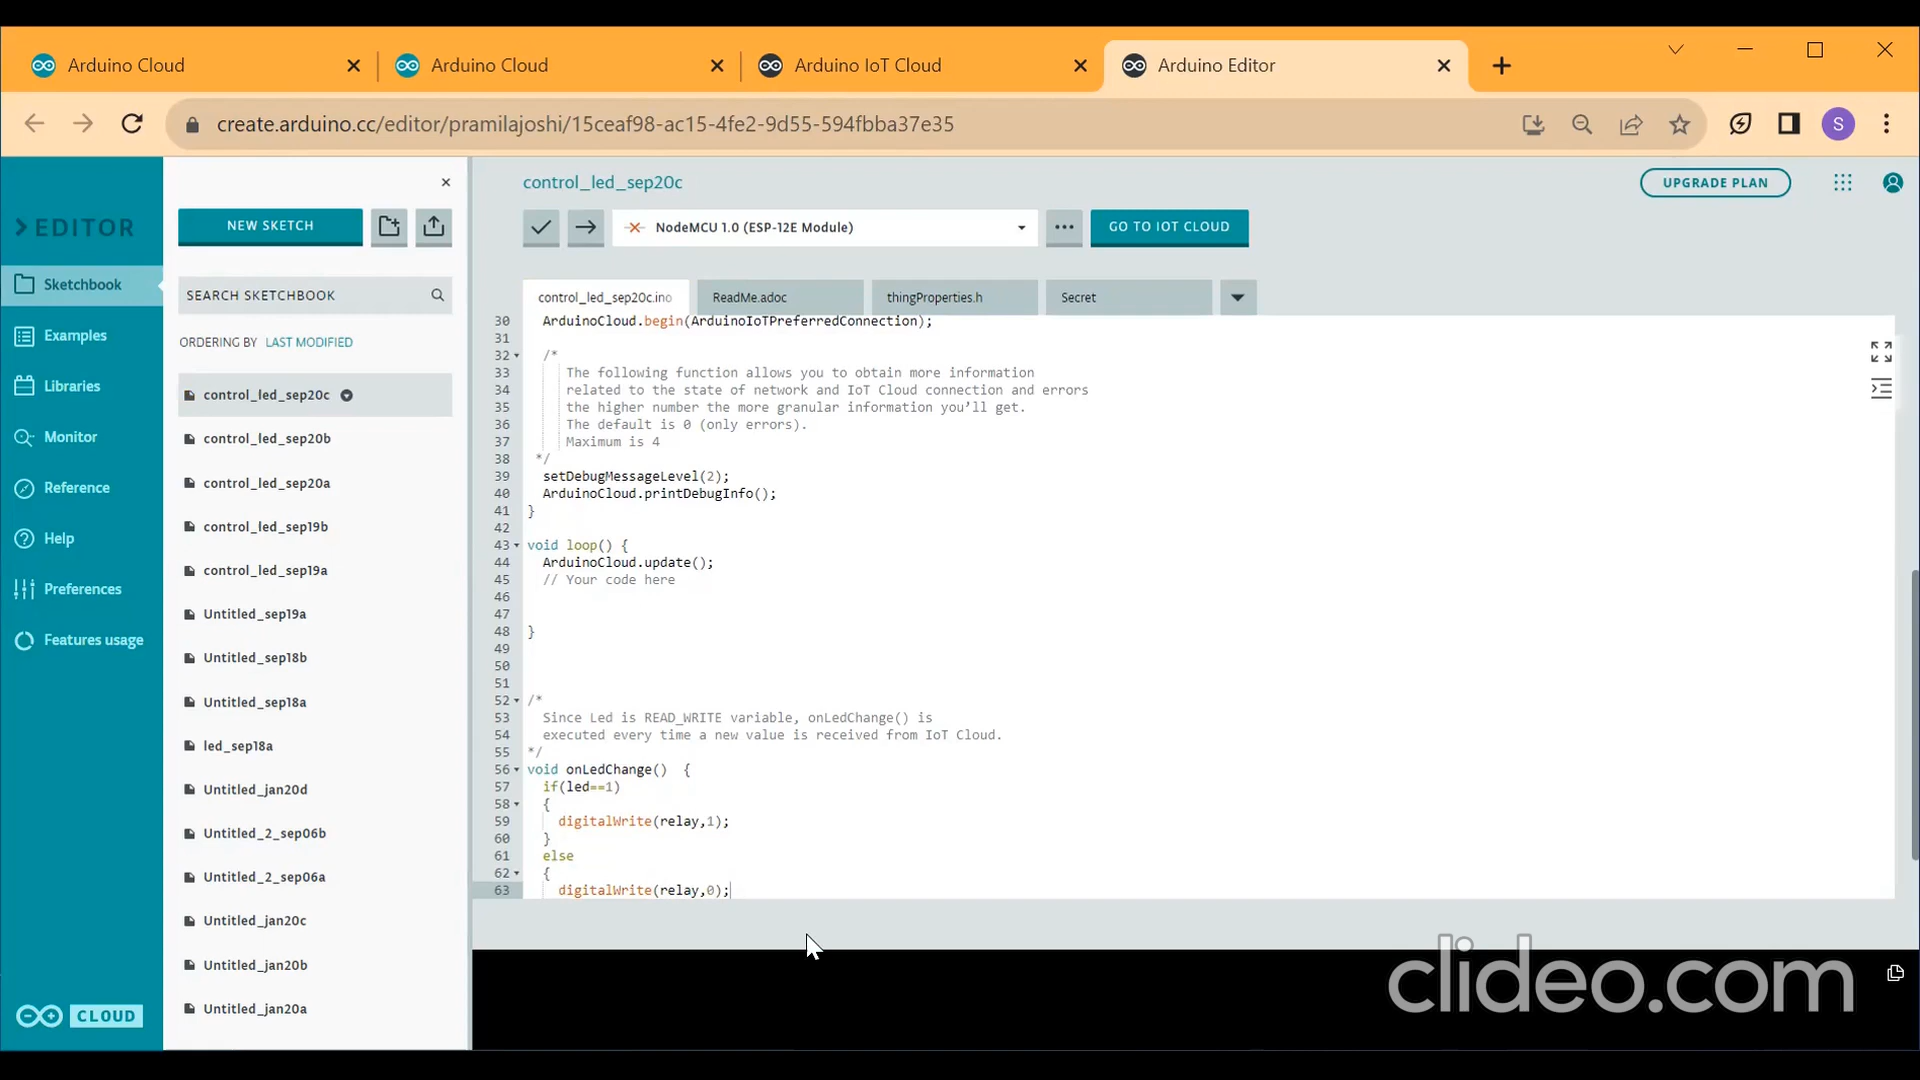 Arduino Cloud
Arduino Cloud
Arduino IoT Cloud
Arduino Editor
create.arduino.cc/editor/pramilajoshi/15ceaf98-ac15-4fe2-9d55-594fbba37e35
S
EDITOR
Sketchbook
Examples
Libraries
Monitor
Reference
Help
Preferences
Features usage
CLOUD
NEW SKETCH
SEARCH SKETCHBOOK
ORDERING BY LAST MODIFIED
control_led_sep20c
control_led_sep20b
control_led_sep20a
control_led_sep19b
control_led_sep19a
Untitled_sep19a
Untitled_sep18b
Untitled_sep18a
led_sep18a
Untitled_jan20d
Untitled_2_sep06b
Untitled_2_sep06a
Untitled_jan20c
Untitled_jan20b
Untitled_jan20a
control_led_sep20c
UPGRADE PLAN
NodeMCU 1.0 (ESP-12E Module)
GO TO IOT CLOUD
control_led_sep20c.ino
ReadMe.adoc
thingProperties.h
Secret
30 ArduinoCloud.begin(ArduinoIoTPreferredConnection);
31
32 /*
33 The following function allows you to obtain more information
34 related to the state of network and IoT Cloud connection and errors
35 the higher number the more granular information you’ll get.
36 The default is 0 (only errors).
37 Maximum is 4
38 */
39 setDebugMessageLevel(2);
40 ArduinoCloud.printDebugInfo();
41 }
42
43 void loop() {
44 ArduinoCloud.update();
45 // Your code here
46
47
48 }
49
50
51
52 /*
53 Since Led is READ_WRITE variable, onLedChange() is
54 executed every time a new value is received from IoT Cloud.
55 */
56 void onLedChange()  {
57 if(led==1)
58 {
59 digitalWrite(relay,1);
60 }
61 else
62 {
63 digitalWrite(relay,0);
clideo.com